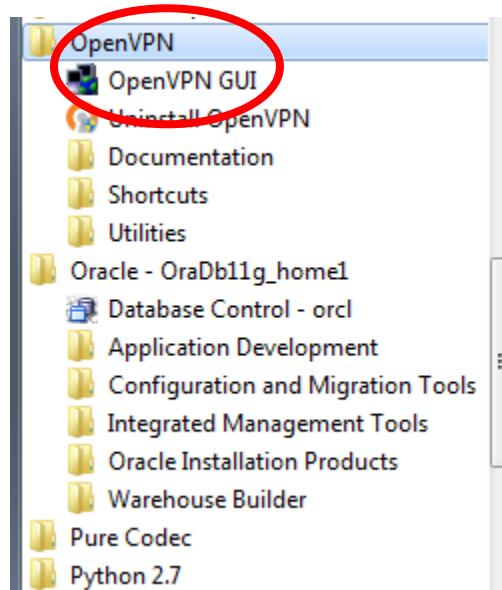 OpenVPN
OpenVPN GUI
Uninstall OpenVPN
Documentation
Shortcuts
Utilities
Oracle - OraDb11g_home1
Database Control - orcl
Application Development
Configuration and Migration Tools
Integrated Management Tools
Oracle Installation Products
Warehouse Builder
Pure Codec
Python 2.7